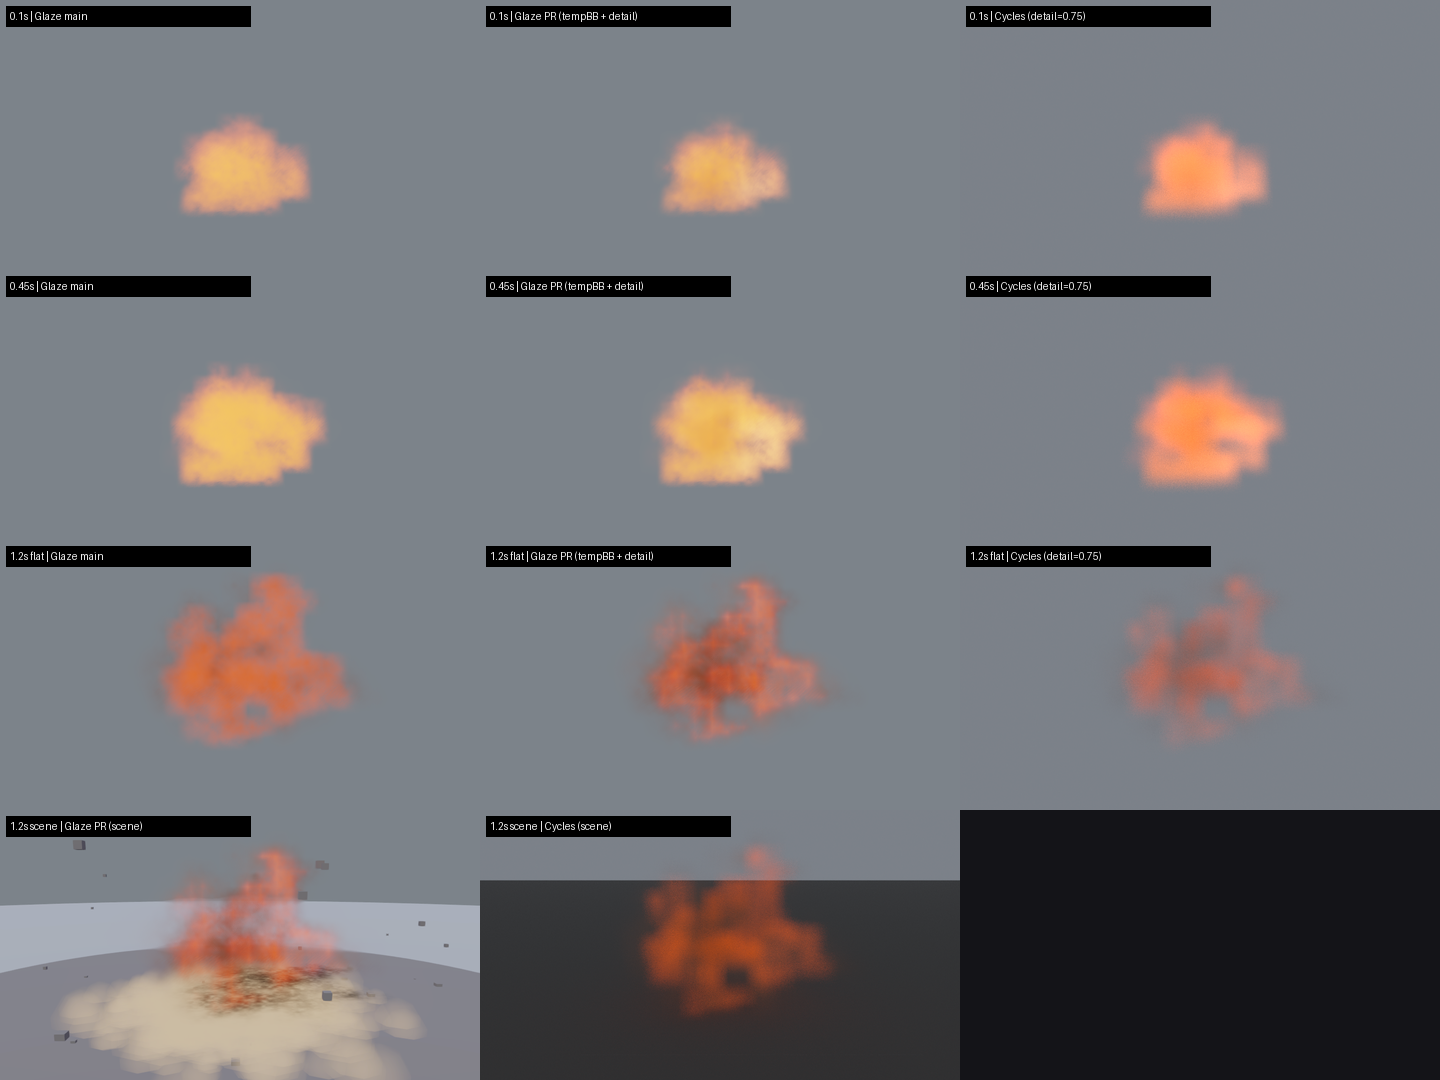 0.1s | Glaze main
0.1s | Glaze PR (tempBB + detail)
0.1s | Cycles (detail=0.75)
0.45s | Glaze main
0.45s | Glaze PR (tempBB + detail)
0.45s | Cycles (detail=0.75)
1.2s flat | Glaze main
1.2s flat | Glaze PR (tempBB + detail)
1.2s flat | Cycles (detail=0.75)
1.2s scene | Glaze PR (scene)
1.2s scene | Cycles (scene)